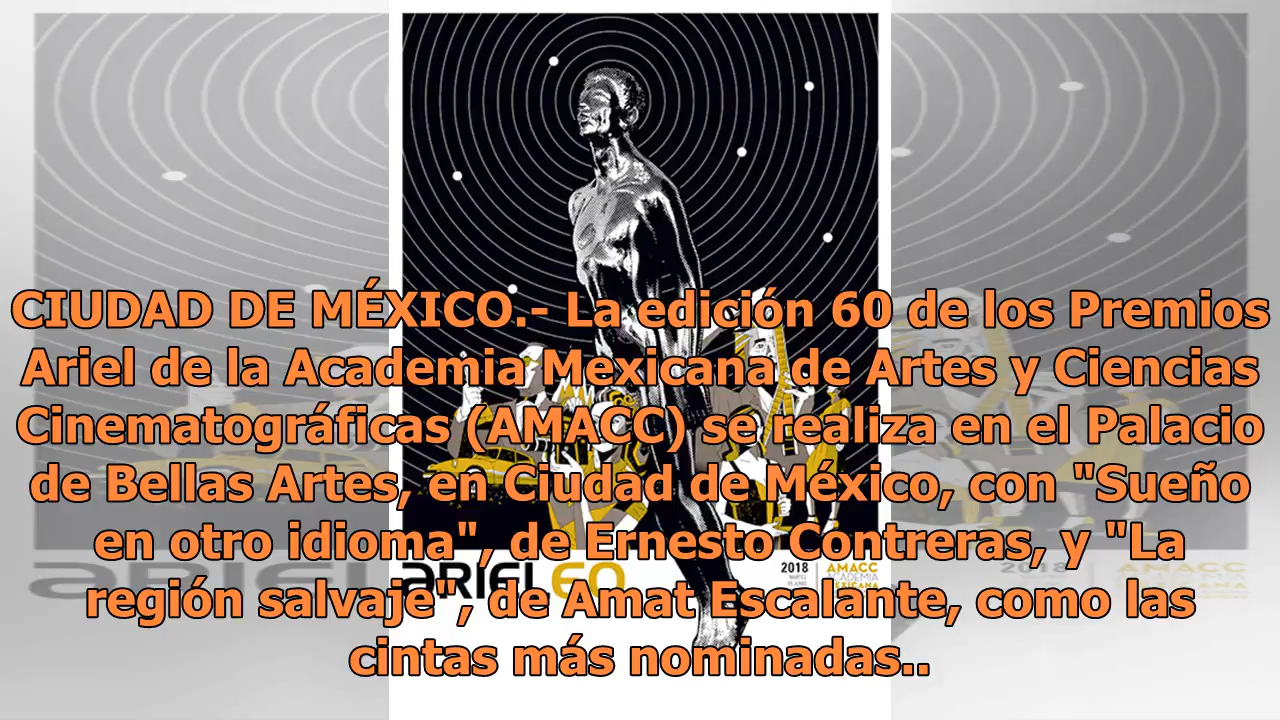 CIUDAD DE MÉXICO.- La edición 60 de los Premios
Ariel de la Academia Mexicana de Artes y Ciencias
Cinematográficas (AMACC) se realiza en el Palacio
de Bellas Artes, en Ciudad de México, con "Sueño
en otro idioma", de Ernesto Contreras, y "La
región salvaje", de Amat Escalante, como las
cintas más nominadas..
ARIEL 60
2018
AMACC
ACADEMIA
MEXICANA